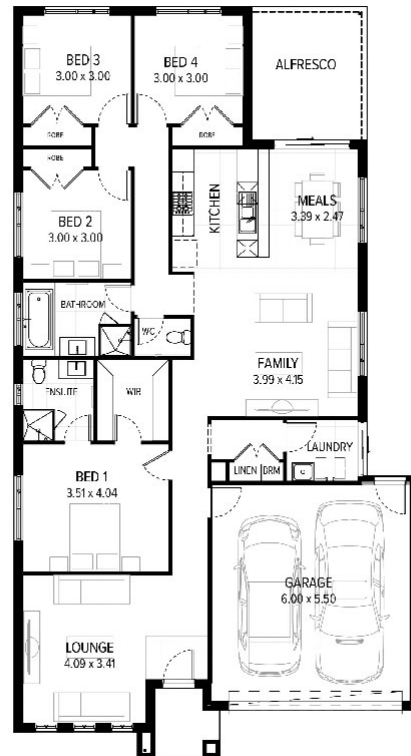 BED 3
3.00 x 3.00
BED 4
3.00 x 3.00
ALFRESCO
ROBE
ROBE
ROBE
KITCHEN
MEALS
3.39 x 2.47
BED 2
3.00 x 3.00
BATHROOM
WC
FAMILY
3.99 x 4.15
ENSUITE
WIR
LAUNDRY
LINEN
BRM
BED 1
3.51 x 4.04
GARAGE
6.00 x 5.50
LOUNGE
4.09 x 3.41